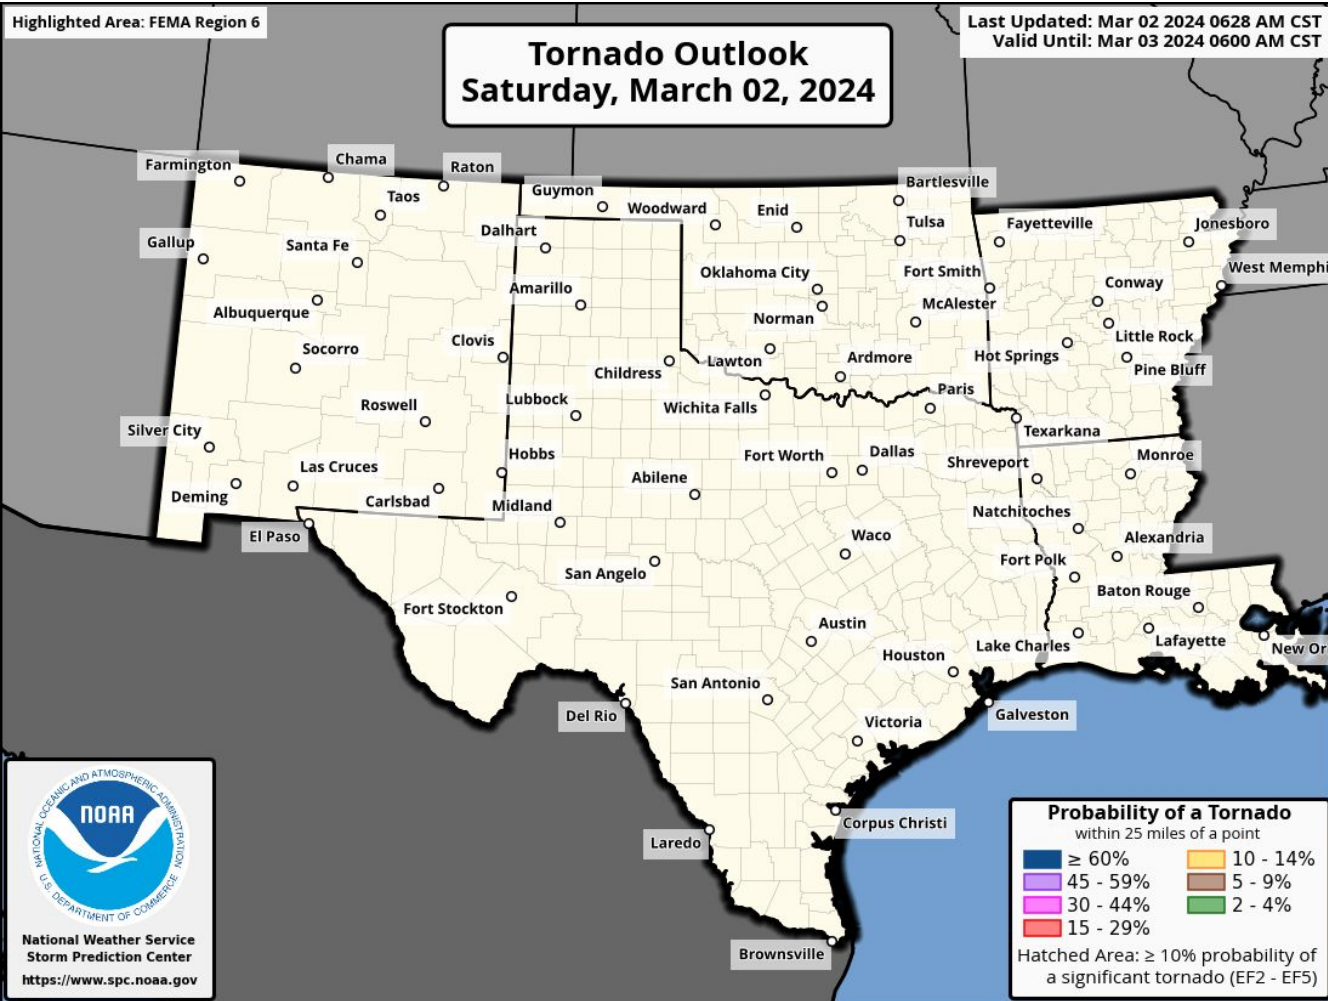 Highlighted Area: FEMA Region 6
Tornado Outlook
Saturday, March 02, 2024
Last Updated: Mar 02 2024 0628 AM CST
Valid Until: Mar 03 2024 0600 AM CST
Farmington
Chama
Raton
Taos
Guymon
Woodward
Enid
Bartlesville
Tulsa
Fayetteville
Jonesboro
Gallup
Santa Fe
Dalhart
Oklahoma City
Fort Smith
West Memphi
Albuquerque
Amarillo
Norman
McAlester
Conway
Socorro
Clovis
Childress
Lawton
Ardmore
Hot Springs
Little Rock
Pine Bluff
Roswell
Lubbock
Wichita Falls
Paris
Texarkana
Silver City
Las Cruces
Hobbs
Abilene
Fort Worth
Dallas
Shreveport
Monroe
Deming
Carlsbad
Midland
Natchitoches
El Paso
San Angelo
Waco
Fort Polk
Alexandria
Fort Stockton
Austin
Baton Rouge
Houston
Lake Charles
Lafayette
New Or
San Antonio
Del Rio
Victoria
Galveston
Laredo
Corpus Christi
Brownsville
NATIONAL OCEANIC AND ATMOSPHERIC ADMINISTRATION
NOAA
U.S. DEPARTMENT OF COMMERCE
National Weather Service
Storm Prediction Center
https://www.spc.noaa.gov
Probability of a Tornado
within 25 miles of a point
≥ 60%
45 - 59%
30 - 44%
15 - 29%
10 - 14%
5 - 9%
2 - 4%
Hatched Area: ≥ 10% probability of
a significant tornado (EF2 - EF5)